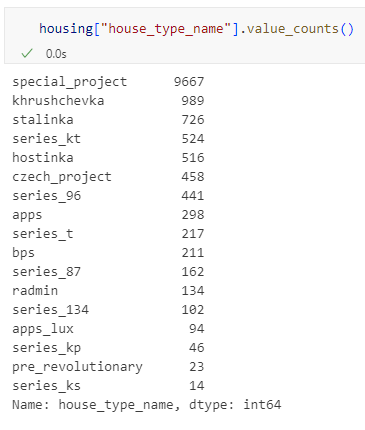 housing["house_type_name"].value_counts()
0.0s
special_project 9667
khrushchevka 989
stalinka 726
series_kt 524
hostinka 516
czech_project 458
series_96 441
apps 298
series_t 217
bps 211
series_87 162
radmin 134
series_134 102
apps_lux 94
series_kp 46
pre_revolutionary 23
series_ks 14
Name: house_type_name, dtype: int64